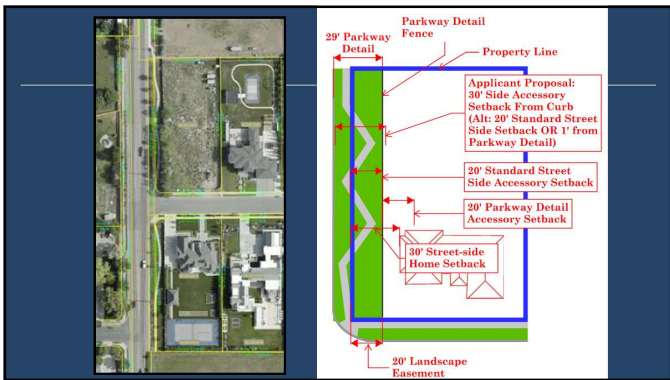 Parkway Detail
Fence
29' Parkway
Detail
Property Line
Applicant Proposal:
30' Side Accessory
Setback From Curb
(Alt: 20' Standard Street
Side Setback OR 1' from
Parkway Detail)
20' Standard Street
Side Accessory Setback
20' Parkway Detail
Accessory Setback
30' Street-side
Home Setback
20' Landscape
Easement